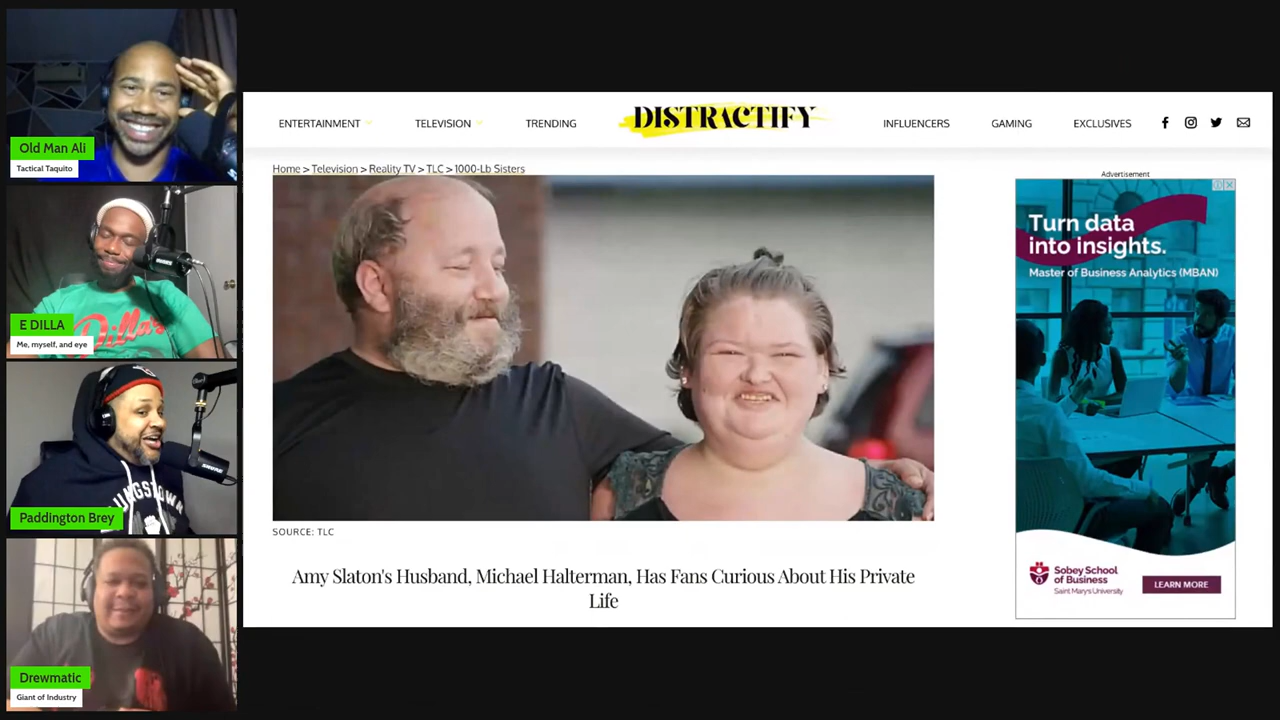 Old Man Ali
Tactical Taquito
E DILLA
Me, myself, and eye
Paddington Brey
Drewmatic
Giant of Industry
ENTERTAINMENT
TELEVISION
TRENDING
DISTRACTIFY
INFLUENCERS
GAMING
EXCLUSIVES
Home > Television > Reality TV > TLC > 1000-Lb Sisters
SOURCE: TLC
Amy Slaton's Husband, Michael Halterman, Has Fans Curious About His Private
Life
Advertisement
Turn data
into insights.
Master of Business Analytics (MBAN)
Sobey School
of Business
Saint Mary's University
LEARN MORE